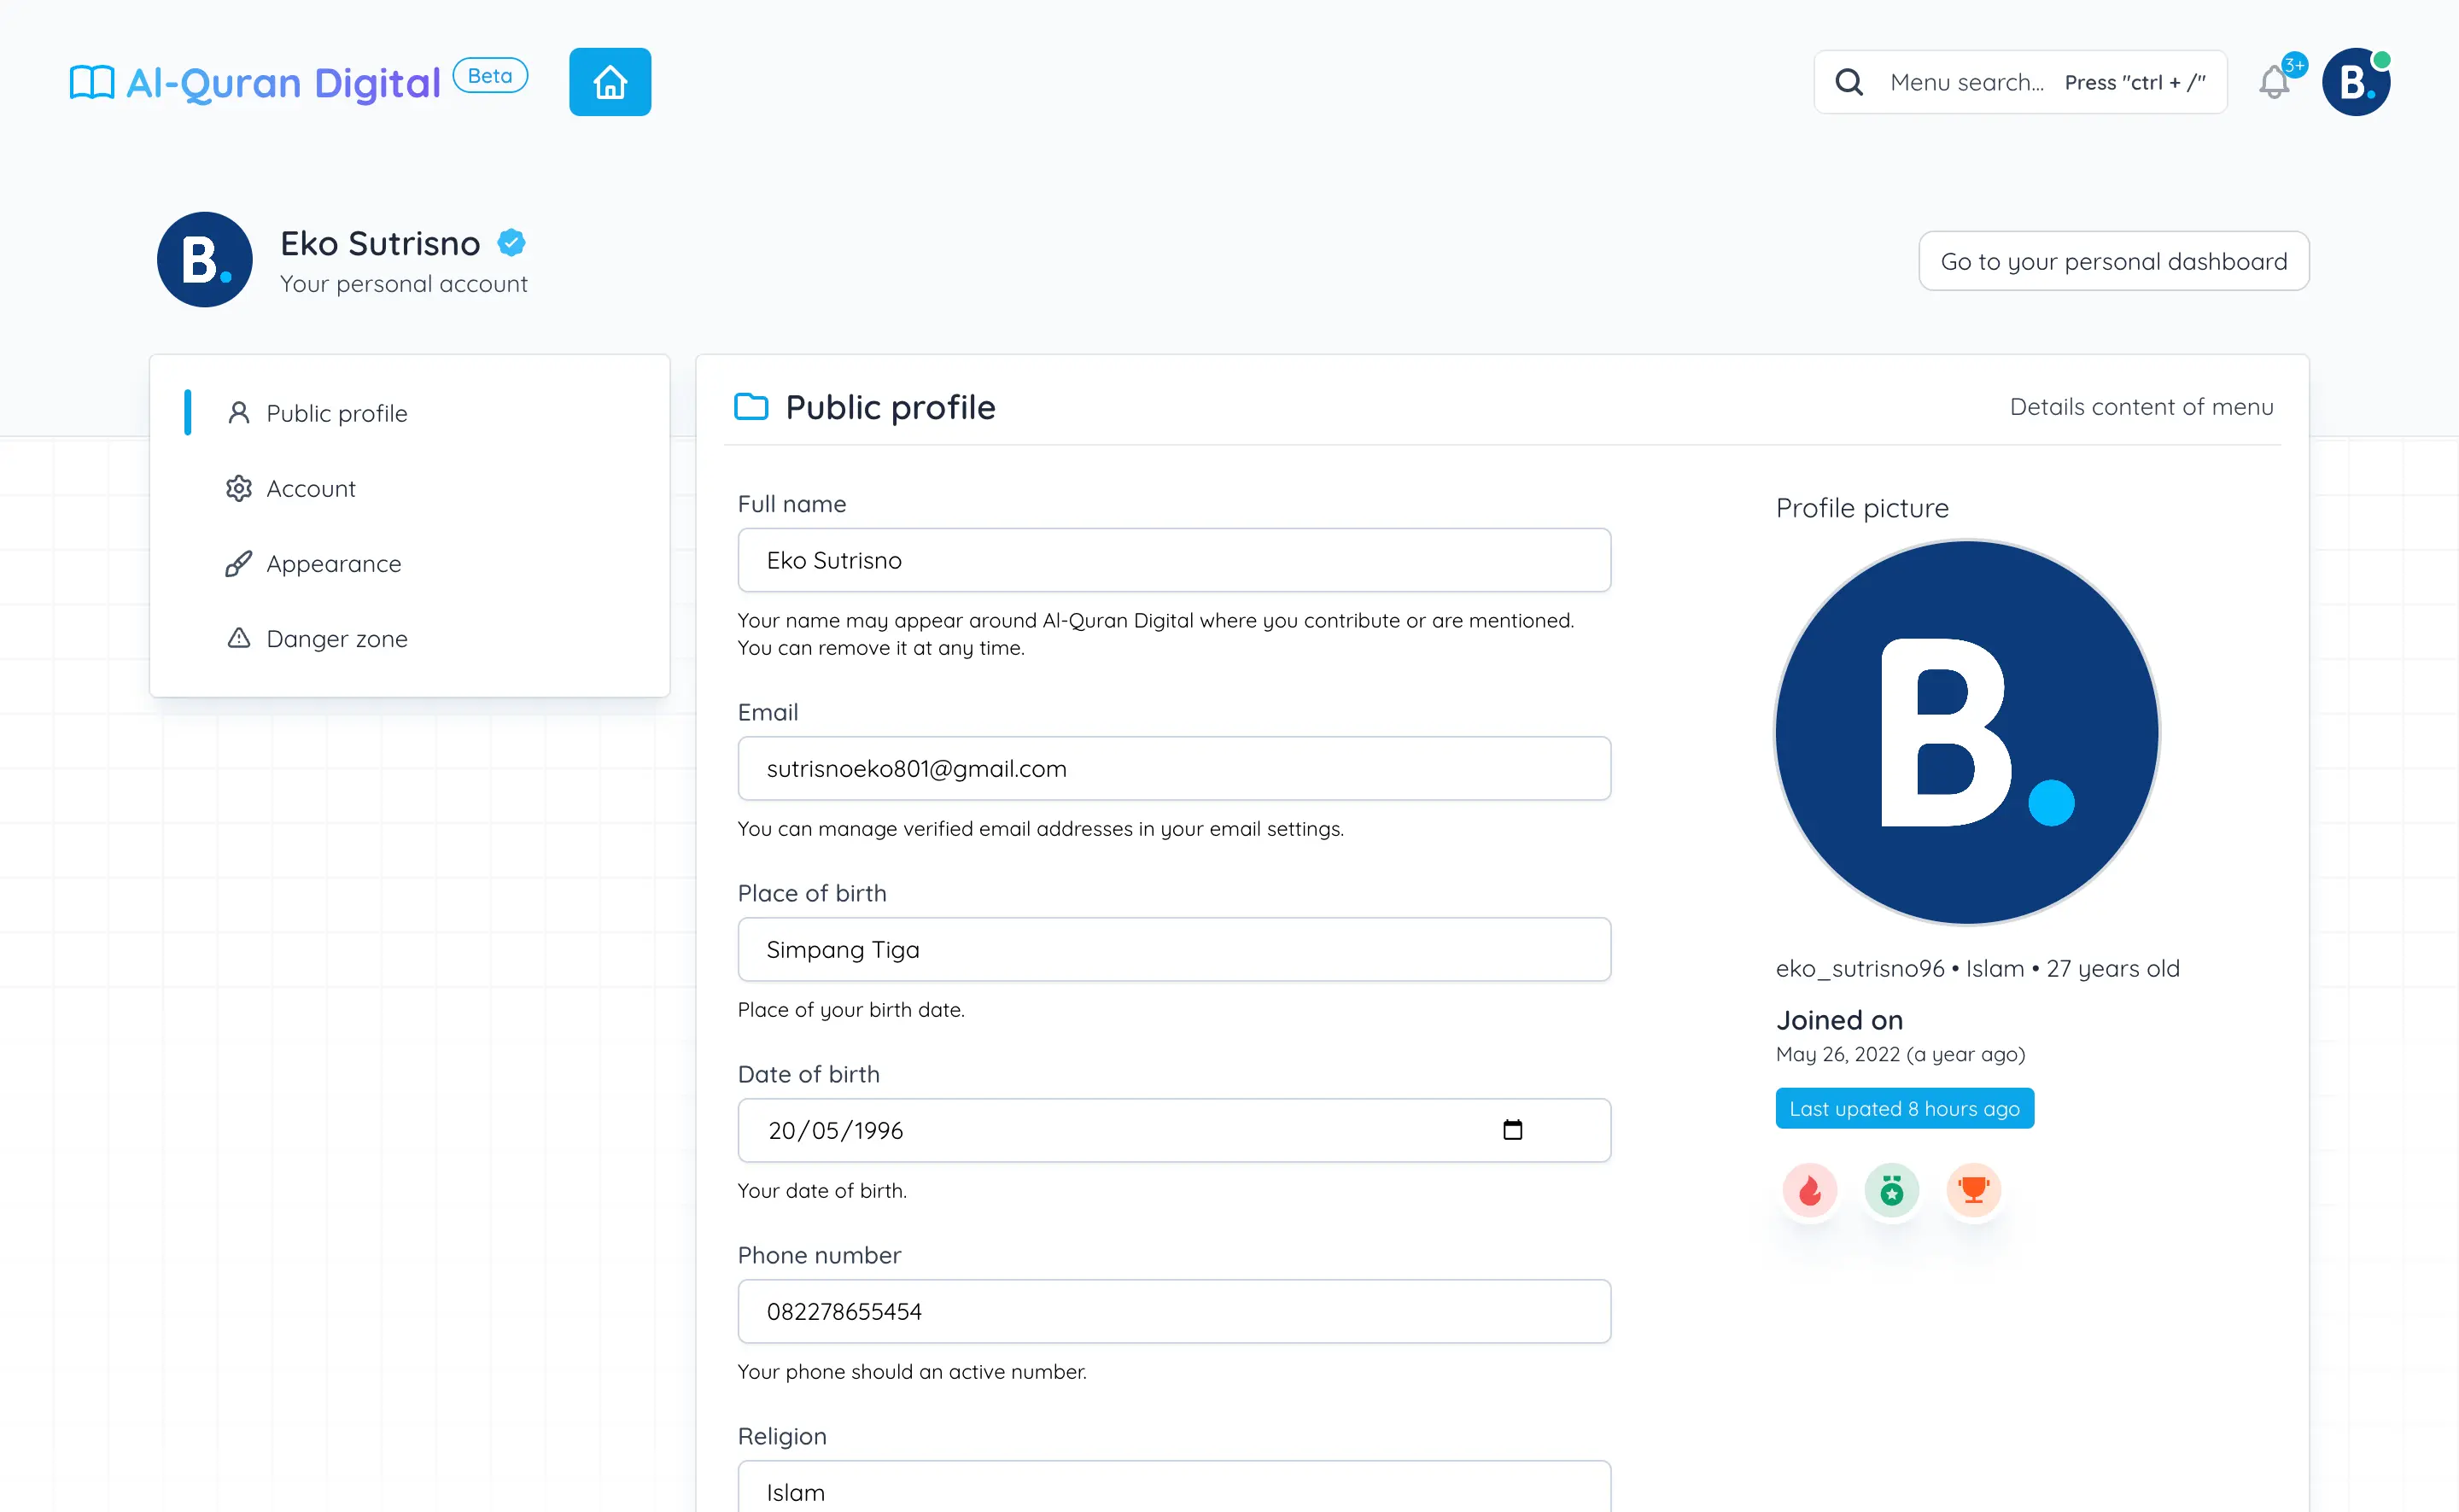 Al-Quran Digital Beta
Menu search... Press "ctrl + /"
3+
B.
Eko Sutrisno
Your personal account
B.
Go to your personal dashboard
Public profile
Account
Appearance
Danger zone
Public profile
Details content of menu
Full name
Eko Sutrisno
Your name may appear around Al-Quran Digital where you contribute or are mentioned.
You can remove it at any time.
Email
sutrisnoeko801@gmail.com
You can manage verified email addresses in your email settings.
Place of birth
Simpang Tiga
Place of your birth date.
Date of birth
20/05/1996
Your date of birth.
Phone number
082278655454
Your phone should an active number.
Religion
Islam
Profile picture
B.
eko_sutrisno96 • Islam • 27 years old
Joined on
May 26, 2022 (a year ago)
Last upated 8 hours ago